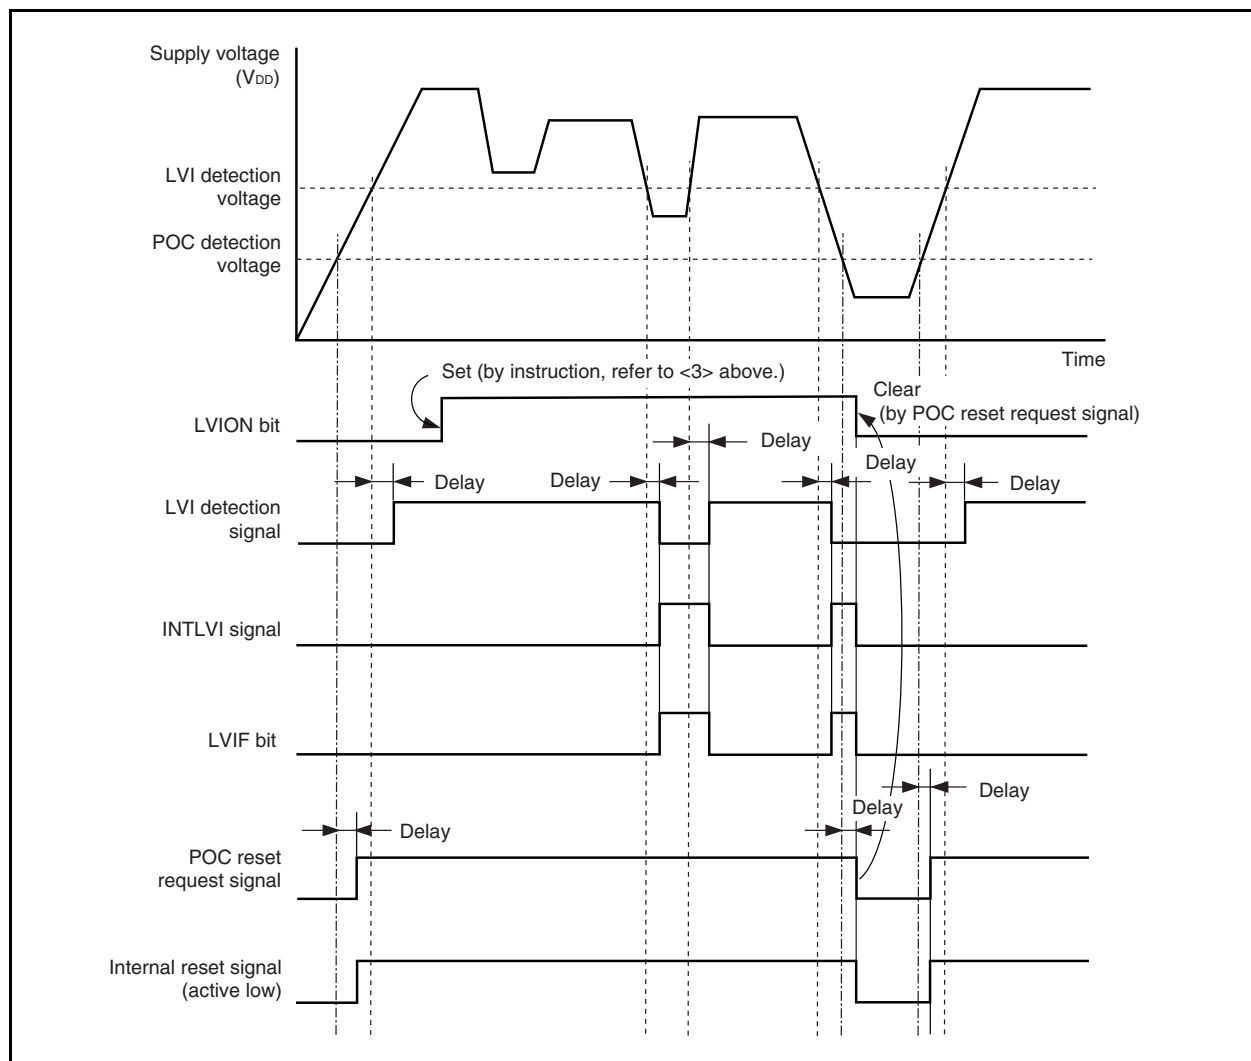 Supply voltage
(VDD)
LVI detection
voltage
POC detection
voltage
Time
Set (by instruction, refer to <3> above.)
Clear
(by POC reset request signal)
LVION bit
Delay
Delay
Delay
Delay
Delay
LVI detection
signal
INTLVI signal
LVIF bit
Delay
Delay
Delay
POC reset
request signal
Internal reset signal
(active low)